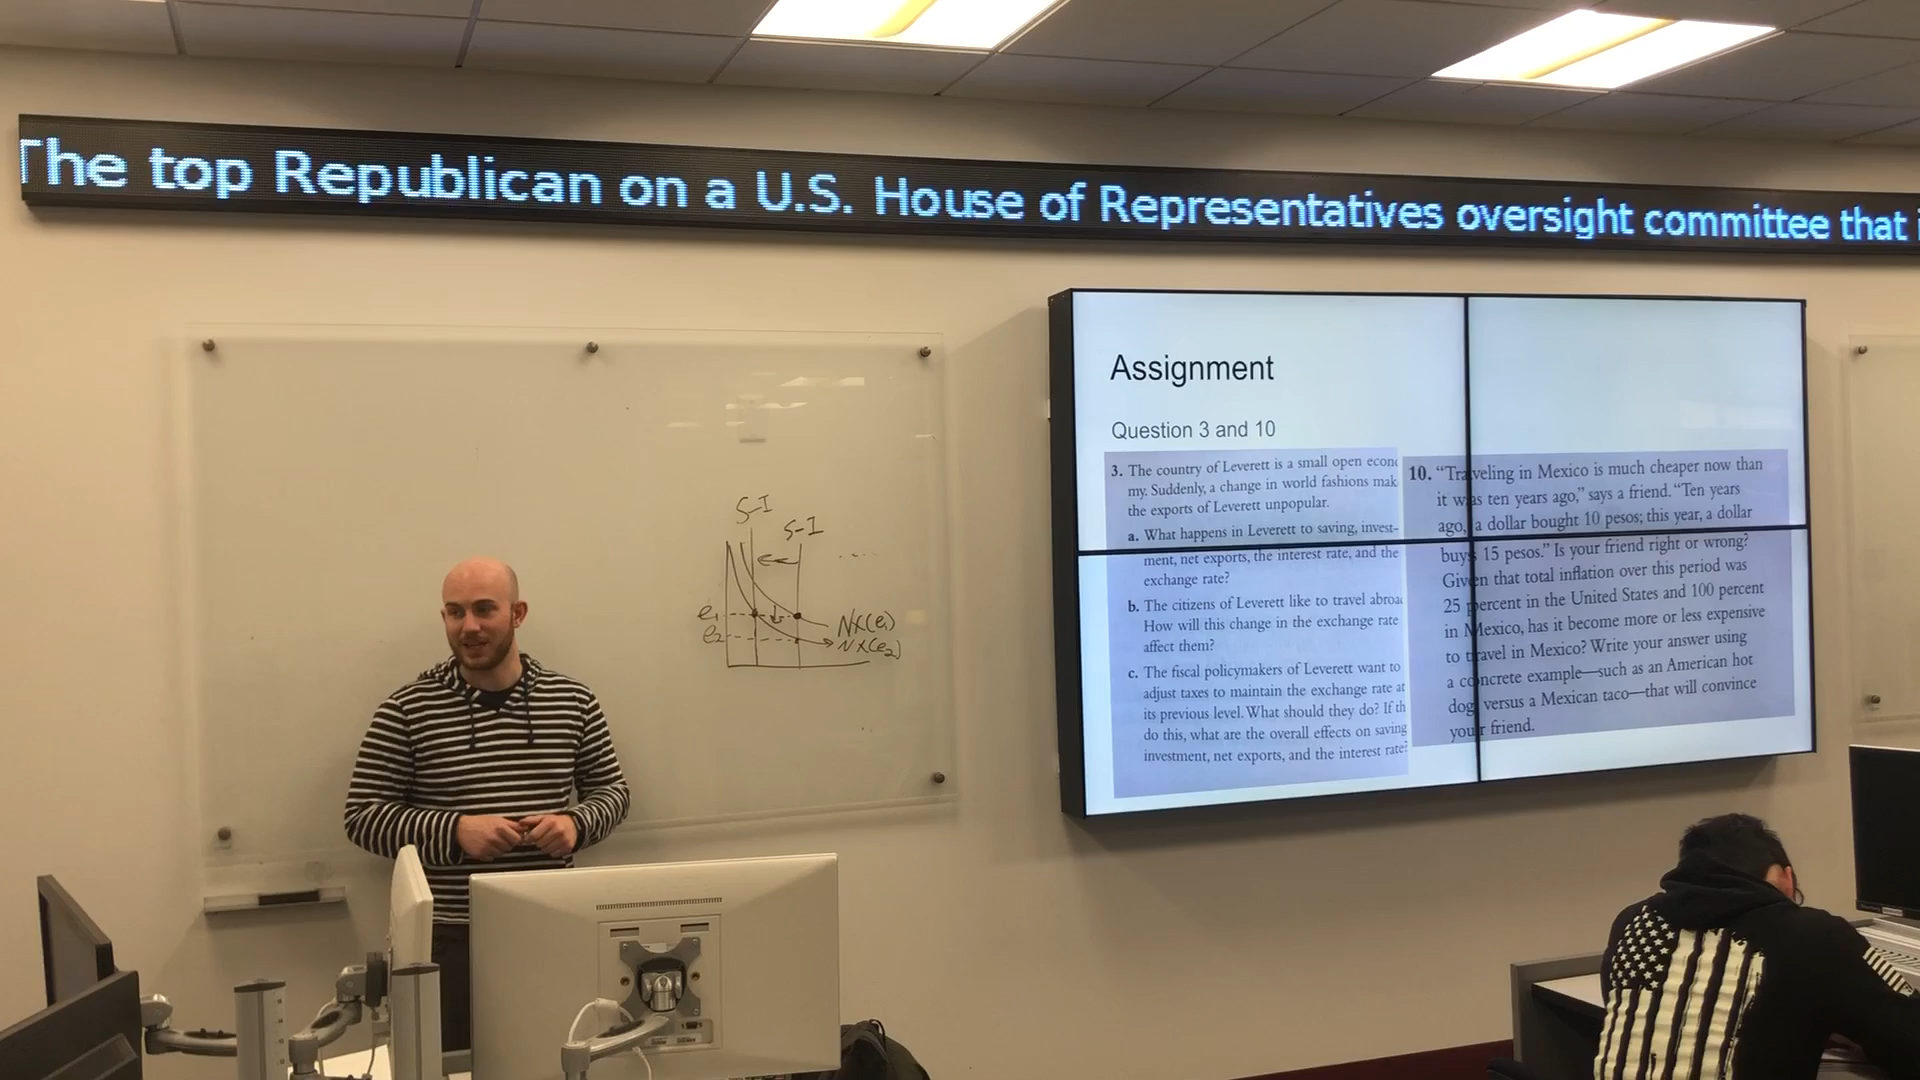 The top Republican on a U.S. House of Representatives oversight committee that i
S-I
S-I
e₁
e₂
NX(e₁)
NX(e₂)
Assignment
Question 3 and 10
3. The country of Leverett is a small open econo
my. Suddenly, a change in world fashions mak
the exports of Leverett unpopular.
a. What happens in Leverett to saving, invest-
ment, net exports, the interest rate, and the
exchange rate?
b. The citizens of Leverett like to travel abroa
How will this change in the exchange rate
affect them?
c. The fiscal policymakers of Leverett want to
adjust taxes to maintain the exchange rate at
its previous level. What should they do? If th
do this, what are the overall effects on saving
investment, net exports, and the interest rate?
10. “Traveling in Mexico is much cheaper now than
it was ten years ago,” says a friend. “Ten years
ago, a dollar bought 10 pesos; this year, a dollar
buys 15 pesos.” Is your friend right or wrong?
Given that total inflation over this period was
25 percent in the United States and 100 percent
in Mexico, has it become more or less expensive
to travel in Mexico? Write your answer using
a concrete example—such as an American hot
dog versus a Mexican taco—that will convince
your friend.